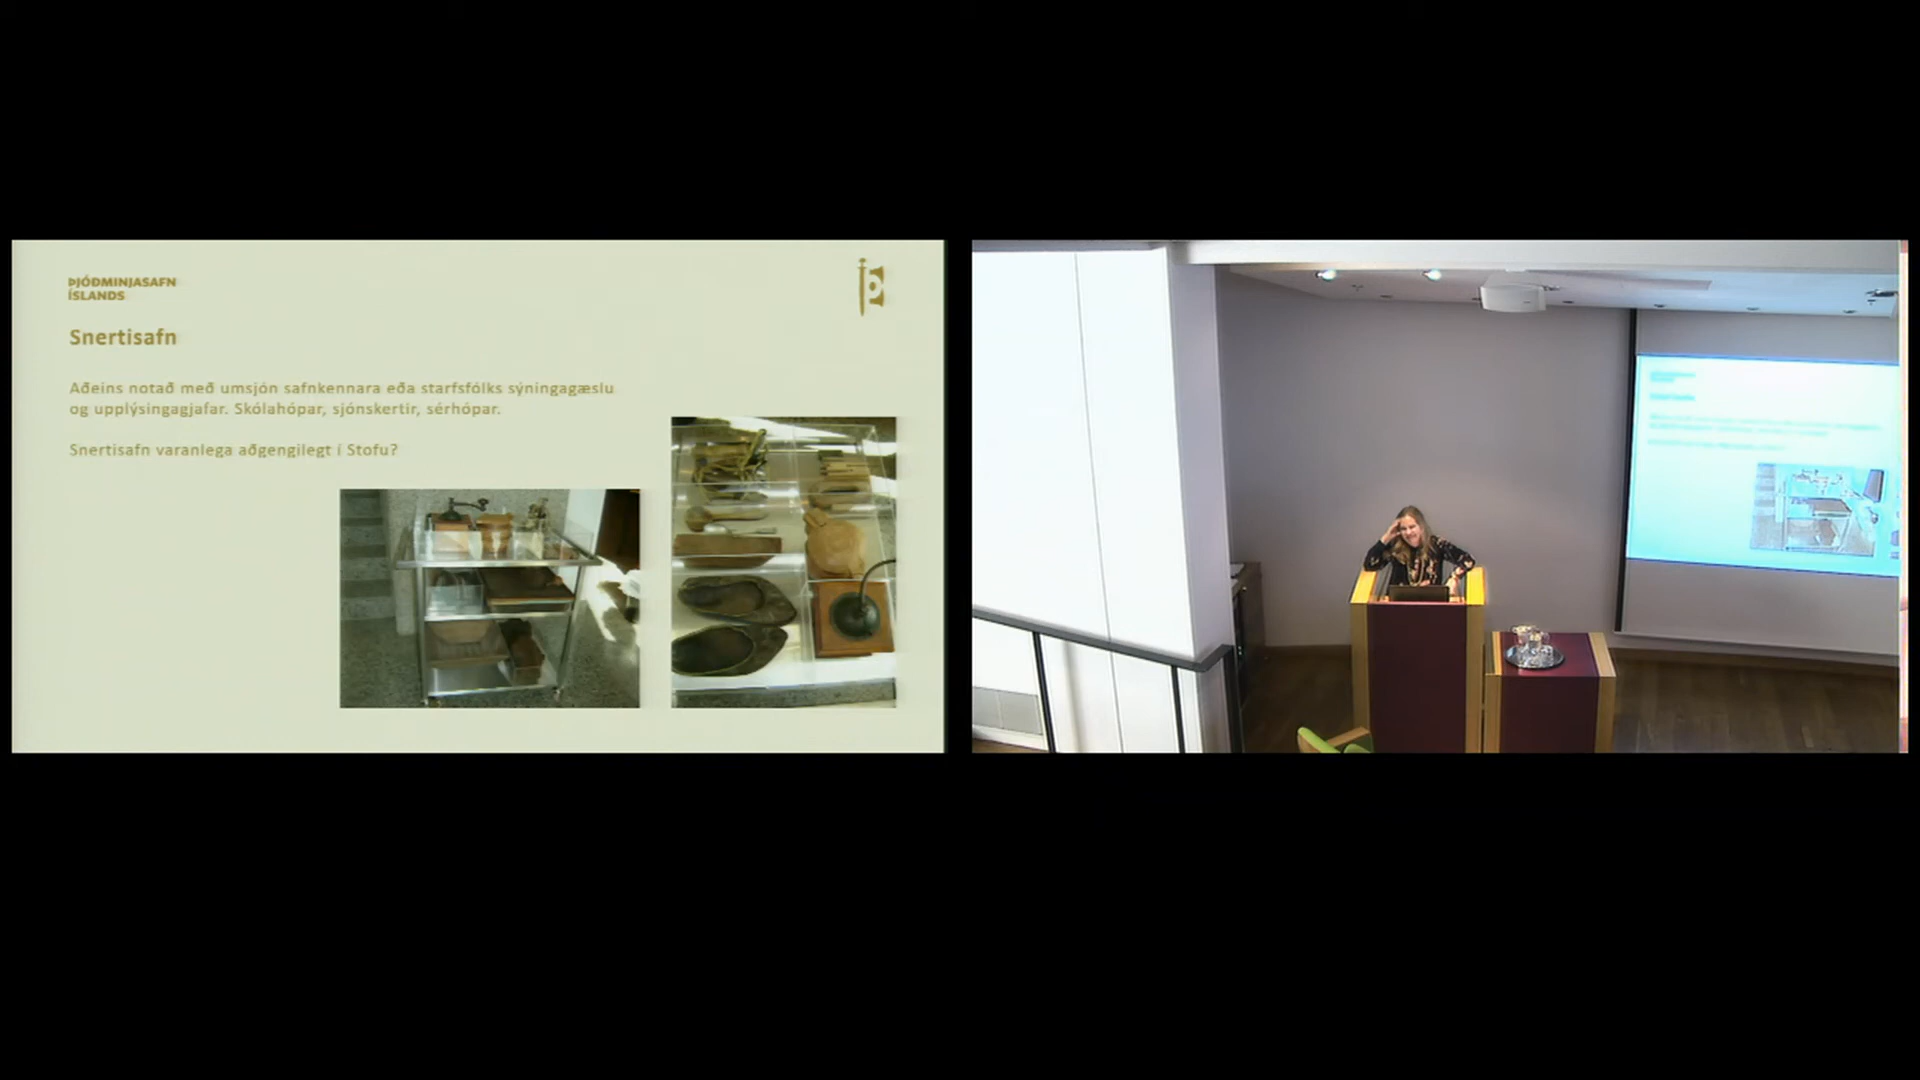 ÞJÓÐMINJASAFN
ÍSLANDS
Snertisafn
Aðeins notað með umsjón safnkennara eða starfsfólks sýningagæslu
og upplýsingagjafar. Skólahópar, sjónskertir, sérhópar.
Snertisafn varanlega aðgengilegt í Stofu?